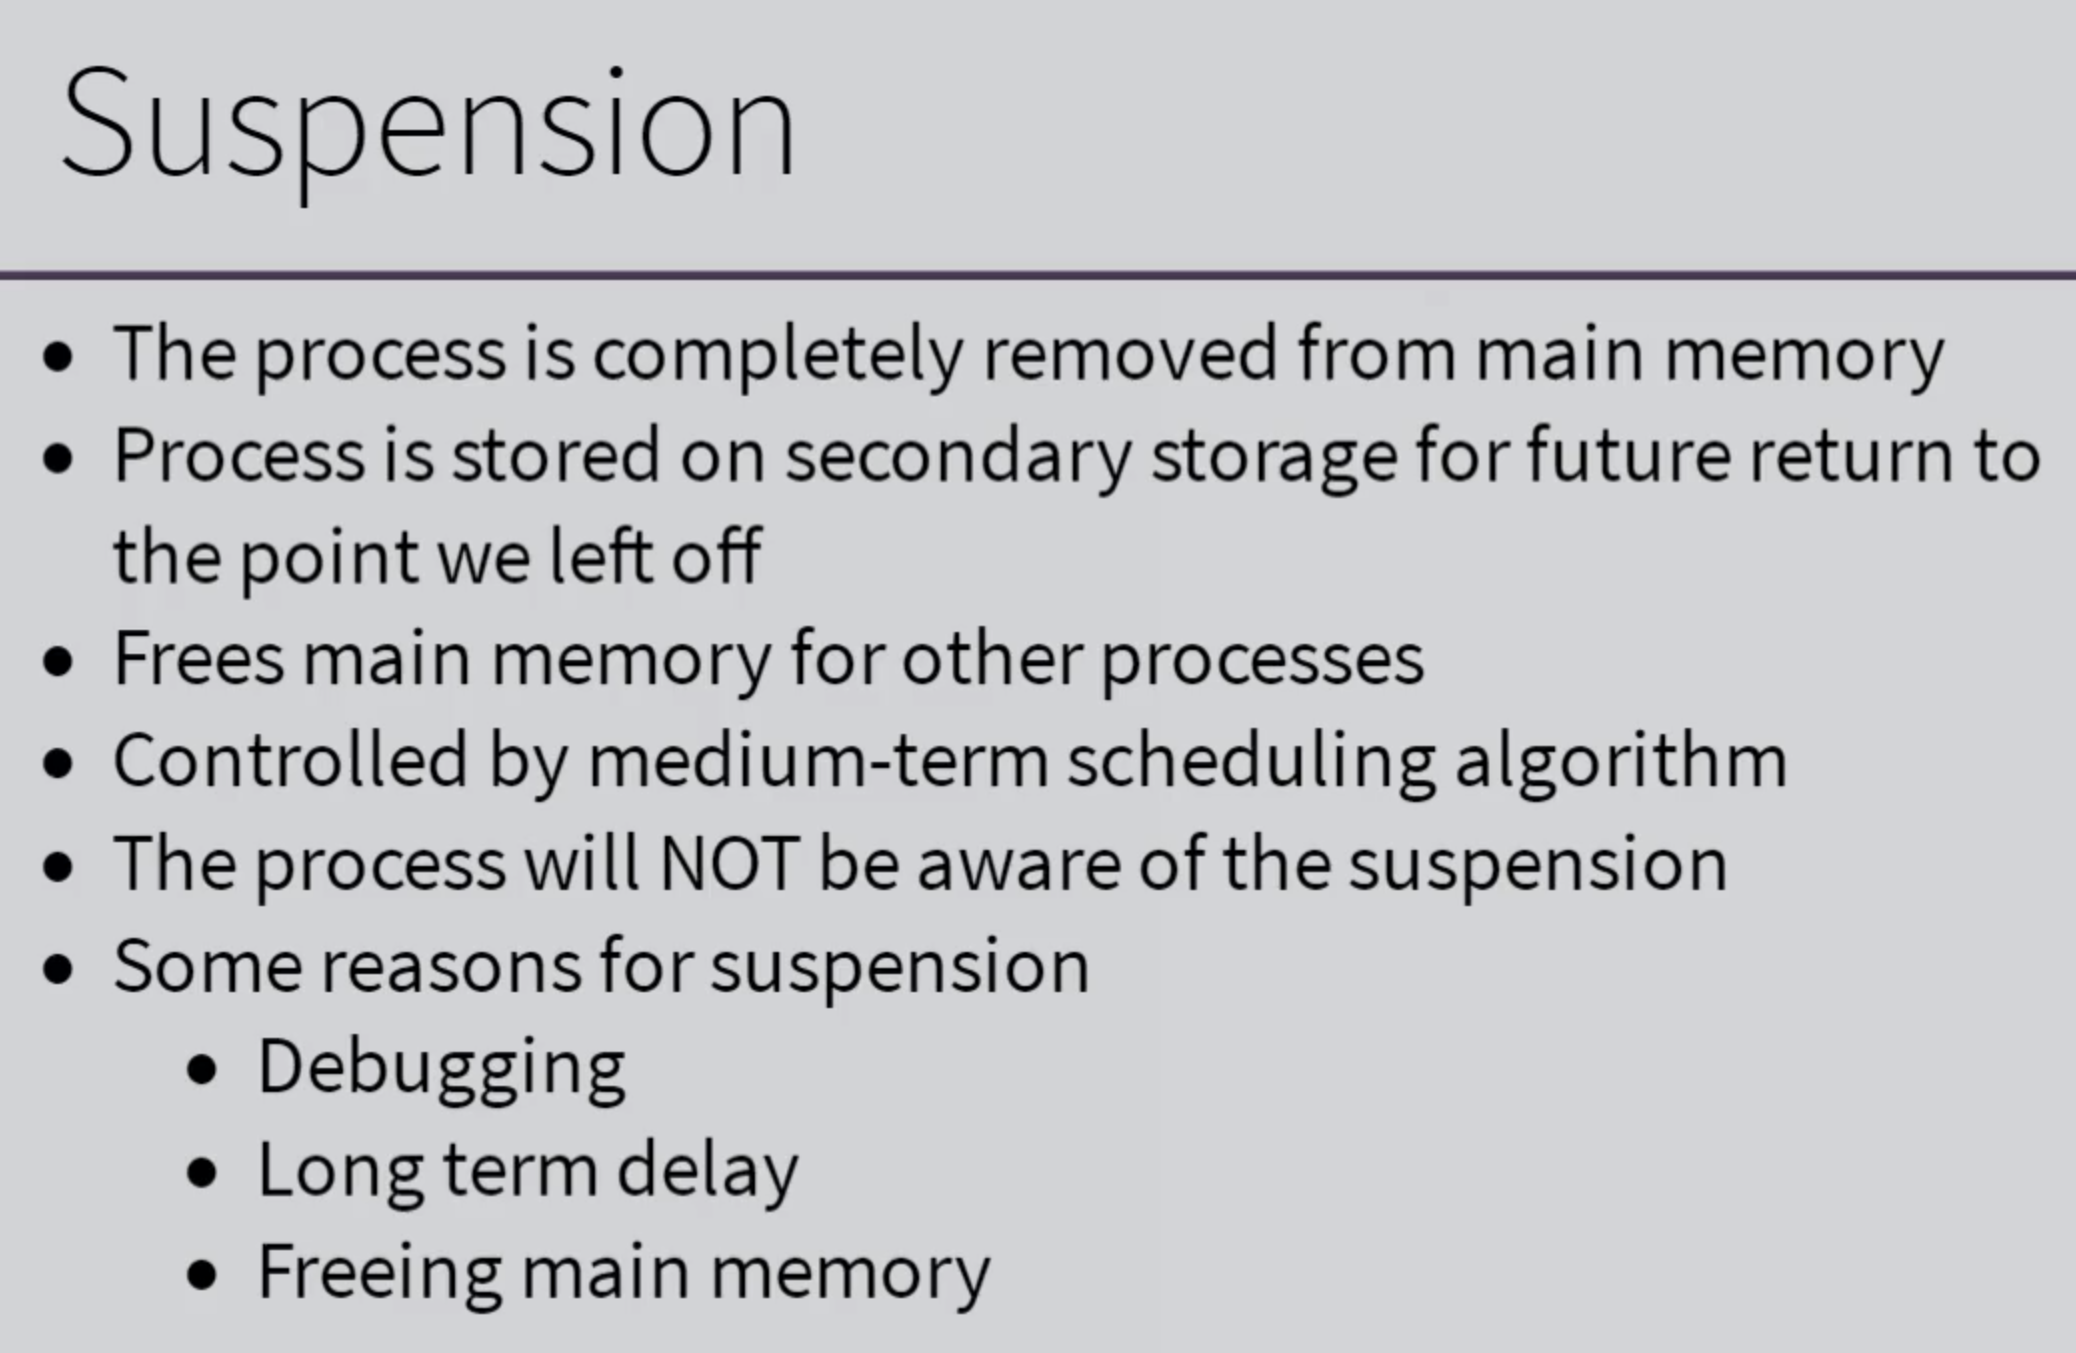 Suspension
• The process is completely removed from main memory
• Process is stored on secondary storage for future return to
the point we left off
• Frees main memory for other processes
• Controlled by medium-term scheduling algorithm
• The process will NOT be aware of the suspension
• Some reasons for suspension
• Debugging
• Long term delay
• Freeing main memory